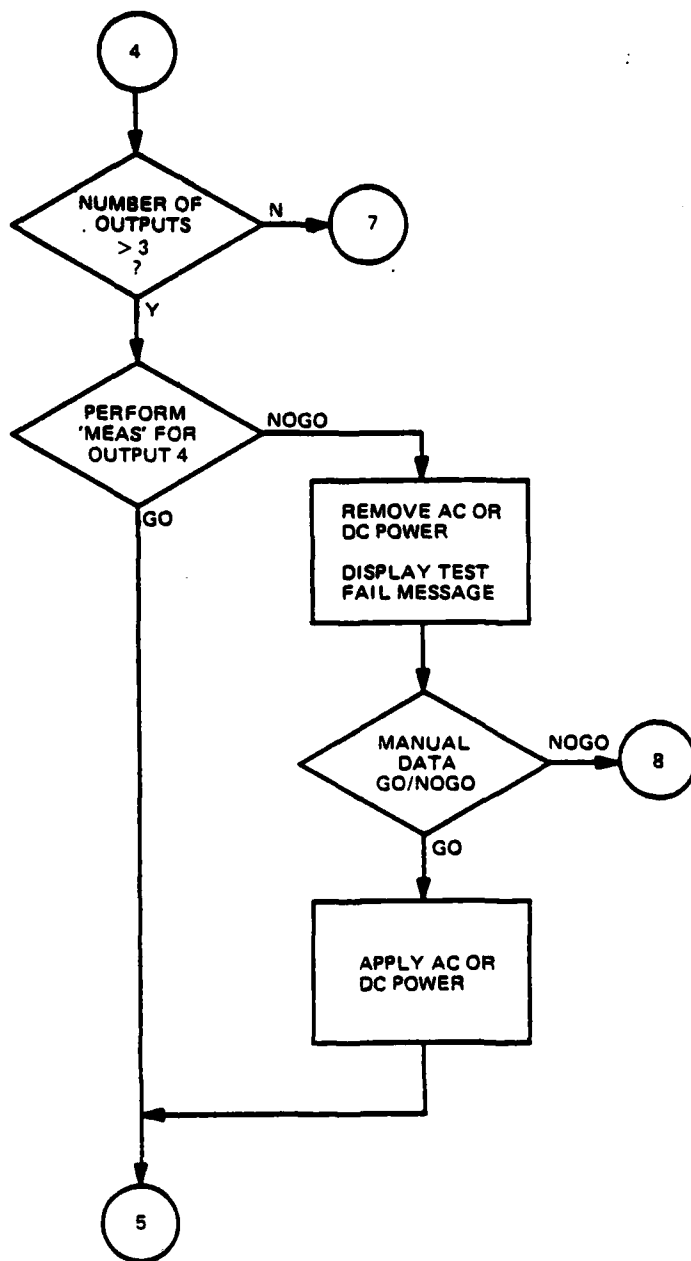 4
NUMBER OF
OUTPUTS
> 3
?
N
7
Y
PERFORM
'MEAS' FOR
OUTPUT 4
NOGO
GO
REMOVE AC OR
DC POWER
DISPLAY TEST
FAIL MESSAGE
MANUAL
DATA
GO/NOGO
NOGO
8
GO
APPLY AC OR
DC POWER
5